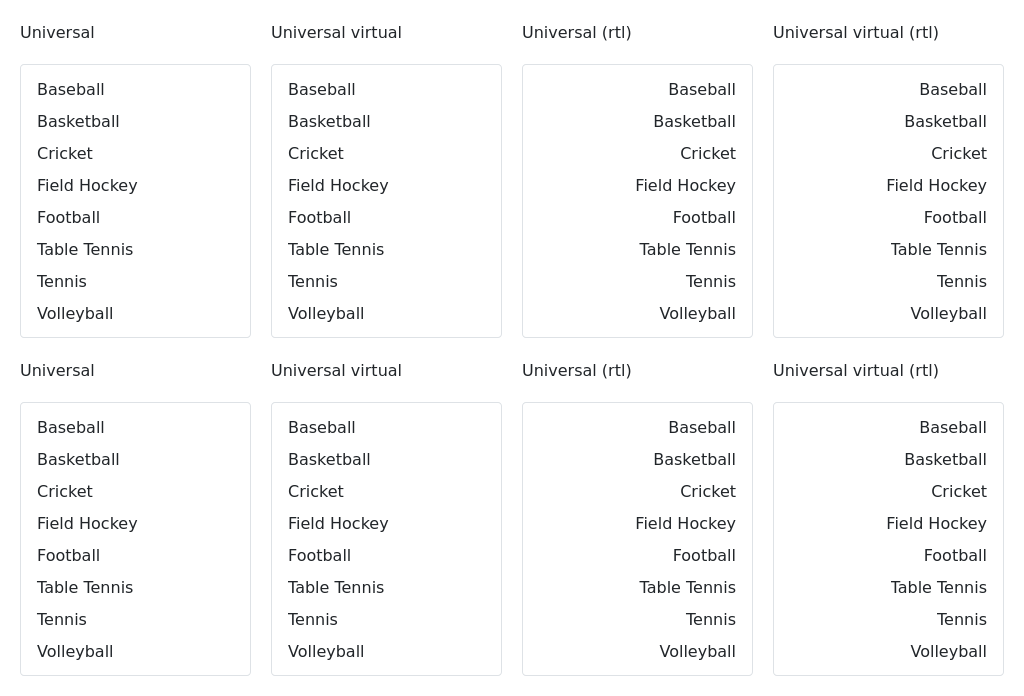 Universal
Baseball
Basketball
Cricket
Field Hockey
Football
Table Tennis
Tennis
Volleyball
Universal virtual
Baseball
Basketball
Cricket
Field Hockey
Football
Table Tennis
Tennis
Volleyball
Universal (rtl)
Baseball
Basketball
Cricket
Field Hockey
Football
Table Tennis
Tennis
Volleyball
Universal virtual (rtl)
Baseball
Basketball
Cricket
Field Hockey
Football
Table Tennis
Tennis
Volleyball
Universal
Baseball
Basketball
Cricket
Field Hockey
Football
Table Tennis
Tennis
Volleyball
Universal virtual
Baseball
Basketball
Cricket
Field Hockey
Football
Table Tennis
Tennis
Volleyball
Universal (rtl)
Baseball
Basketball
Cricket
Field Hockey
Football
Table Tennis
Tennis
Volleyball
Universal virtual (rtl)
Baseball
Basketball
Cricket
Field Hockey
Football
Table Tennis
Tennis
Volleyball